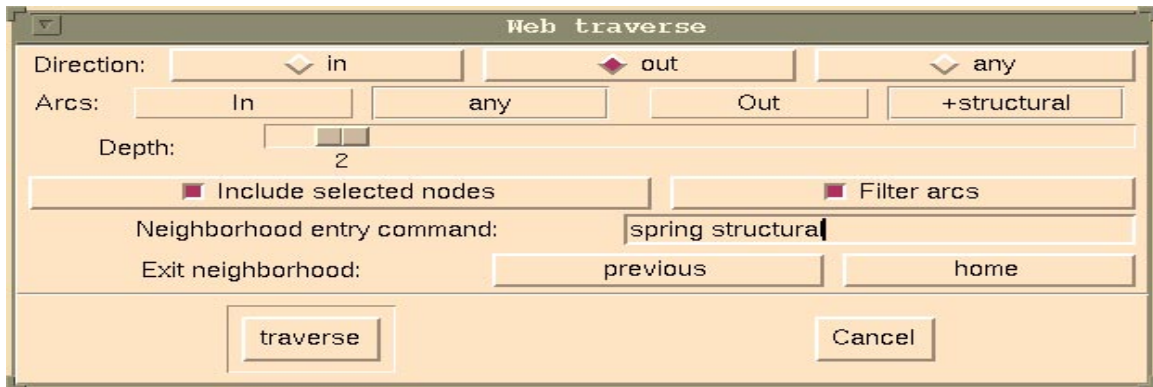 Web traverse
Direction: in out any
Arcs: In any Out +structural
Depth:
2
Include selected nodes Filter arcs
Neighborhood entry command: spring structural
Exit neighborhood: previous home
traverse Cancel